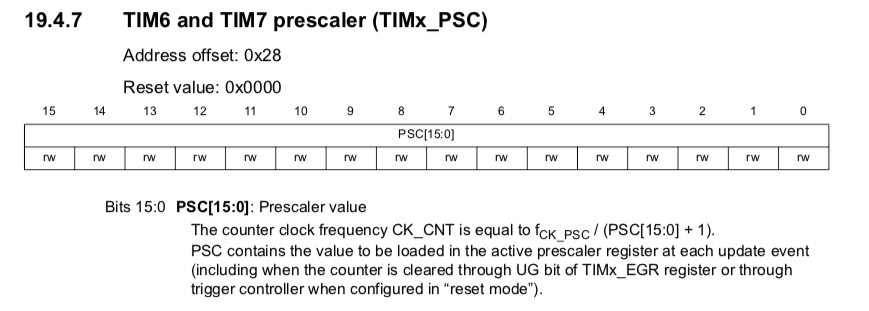 19.4.7 TIM6 and TIM7 prescaler (TIMx_PSC)
Address offset: 0x28
Reset value: 0x0000
15 14 13 12 11 10 9 8 7 6 5 4 3 2 1 0
PSC[15:0]
rw rw rw rw rw rw rw rw rw rw rw rw rw rw rw rw
Bits 15:0 PSC[15:0]: Prescaler value
The counter clock frequency CK_CNT is equal to fCK_PSC / (PSC[15:0] + 1).
PSC contains the value to be loaded in the active prescaler register at each update event
(including when the counter is cleared through UG bit of TIMx_EGR register or through
trigger controller when configured in “reset mode”).